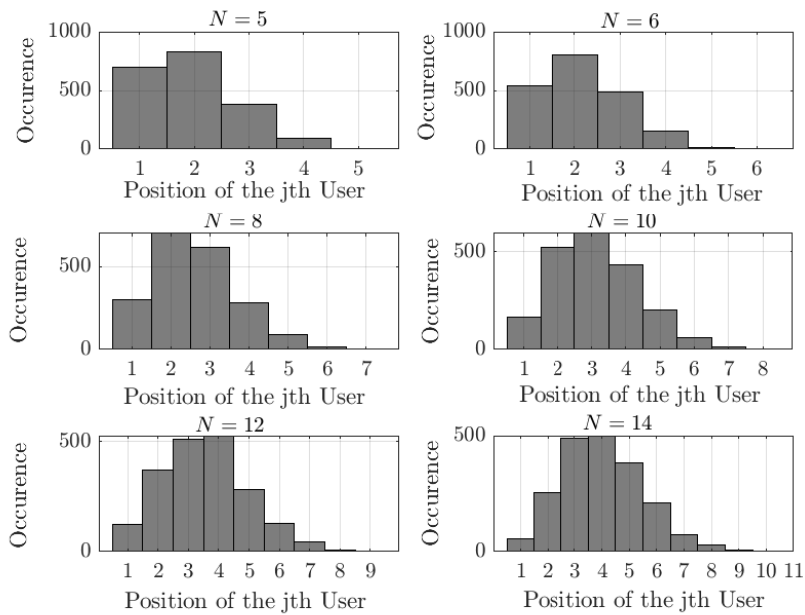 N = 5
1000
500
0
Occurence
1 2 3 4 5
Position of the jth User
N = 6
1000
500
0
Occurence
1 2 3 4 5 6
Position of the jth User
N = 8
500
0
Occurence
1 2 3 4 5 6 7
Position of the jth User
N = 10
500
0
Occurence
1 2 3 4 5 6 7 8
Position of the jth User
N = 12
500
0
Occurence
1 2 3 4 5 6 7 8 9
Position of the jth User
N = 14
500
0
Occurence
1 2 3 4 5 6 7 8 9 10 11
Position of the jth User